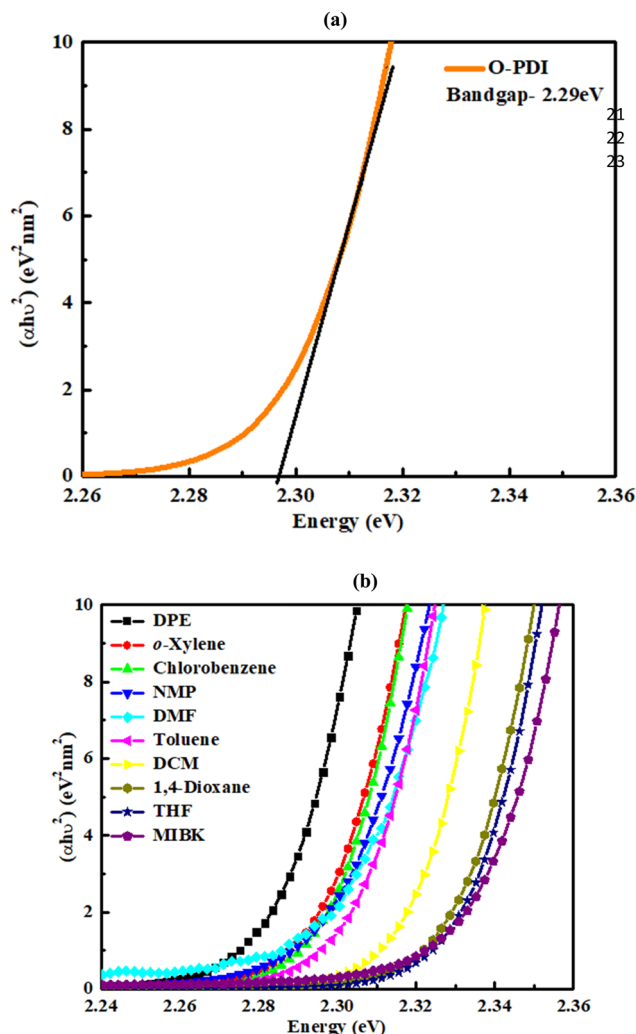 (a)
10
8
6
4
2
0
(αhυ²) (eV²nm²)
O-PDI
Bandgap- 2.29eV
21
22
23
2.26 2.28 2.30 2.32 2.34 2.36
Energy (eV)
(b)
10
8
6
4
2
0
(αhυ²) (eV²nm²)
DPE
o-Xylene
Chlorobenzene
NMP
DMF
Toluene
DCM
1,4-Dioxane
THF
MIBK
2.24 2.26 2.28 2.30 2.32 2.34 2.36
Energy (eV)